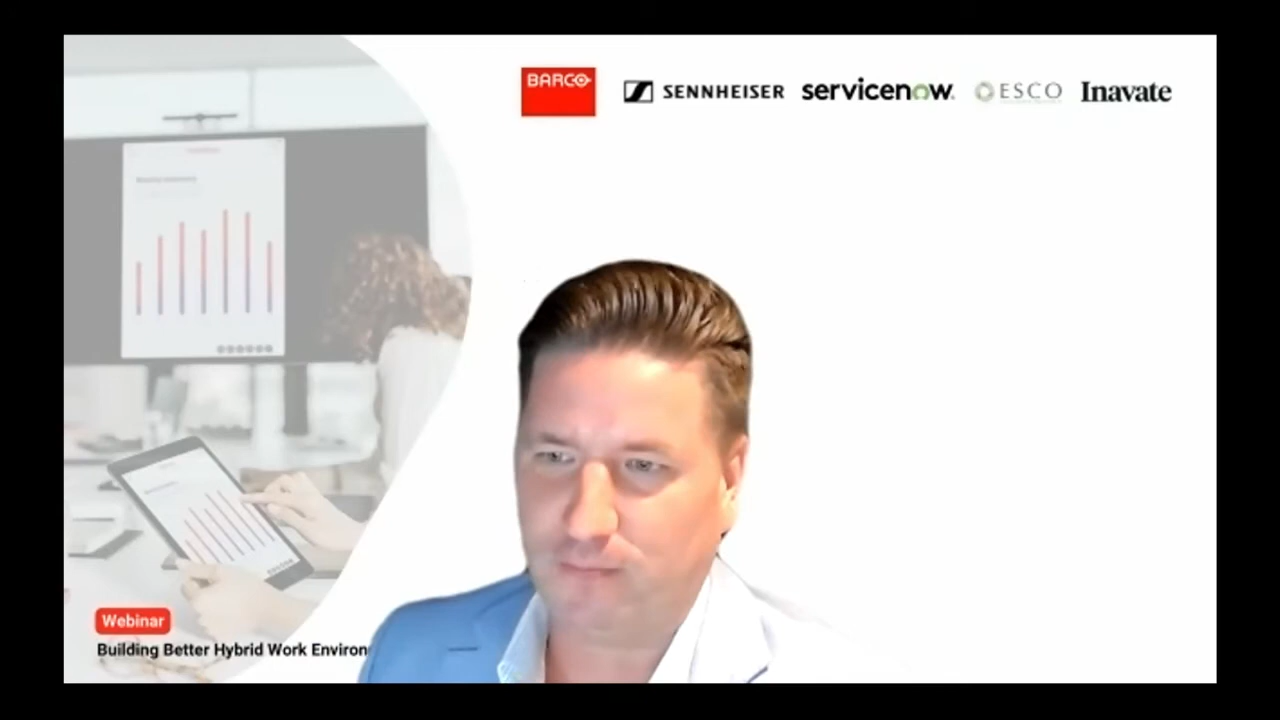 BARCO
SENNHEISER
servicenow
ESCO
Inavate
Webinar
Building Better Hybrid Work Environ